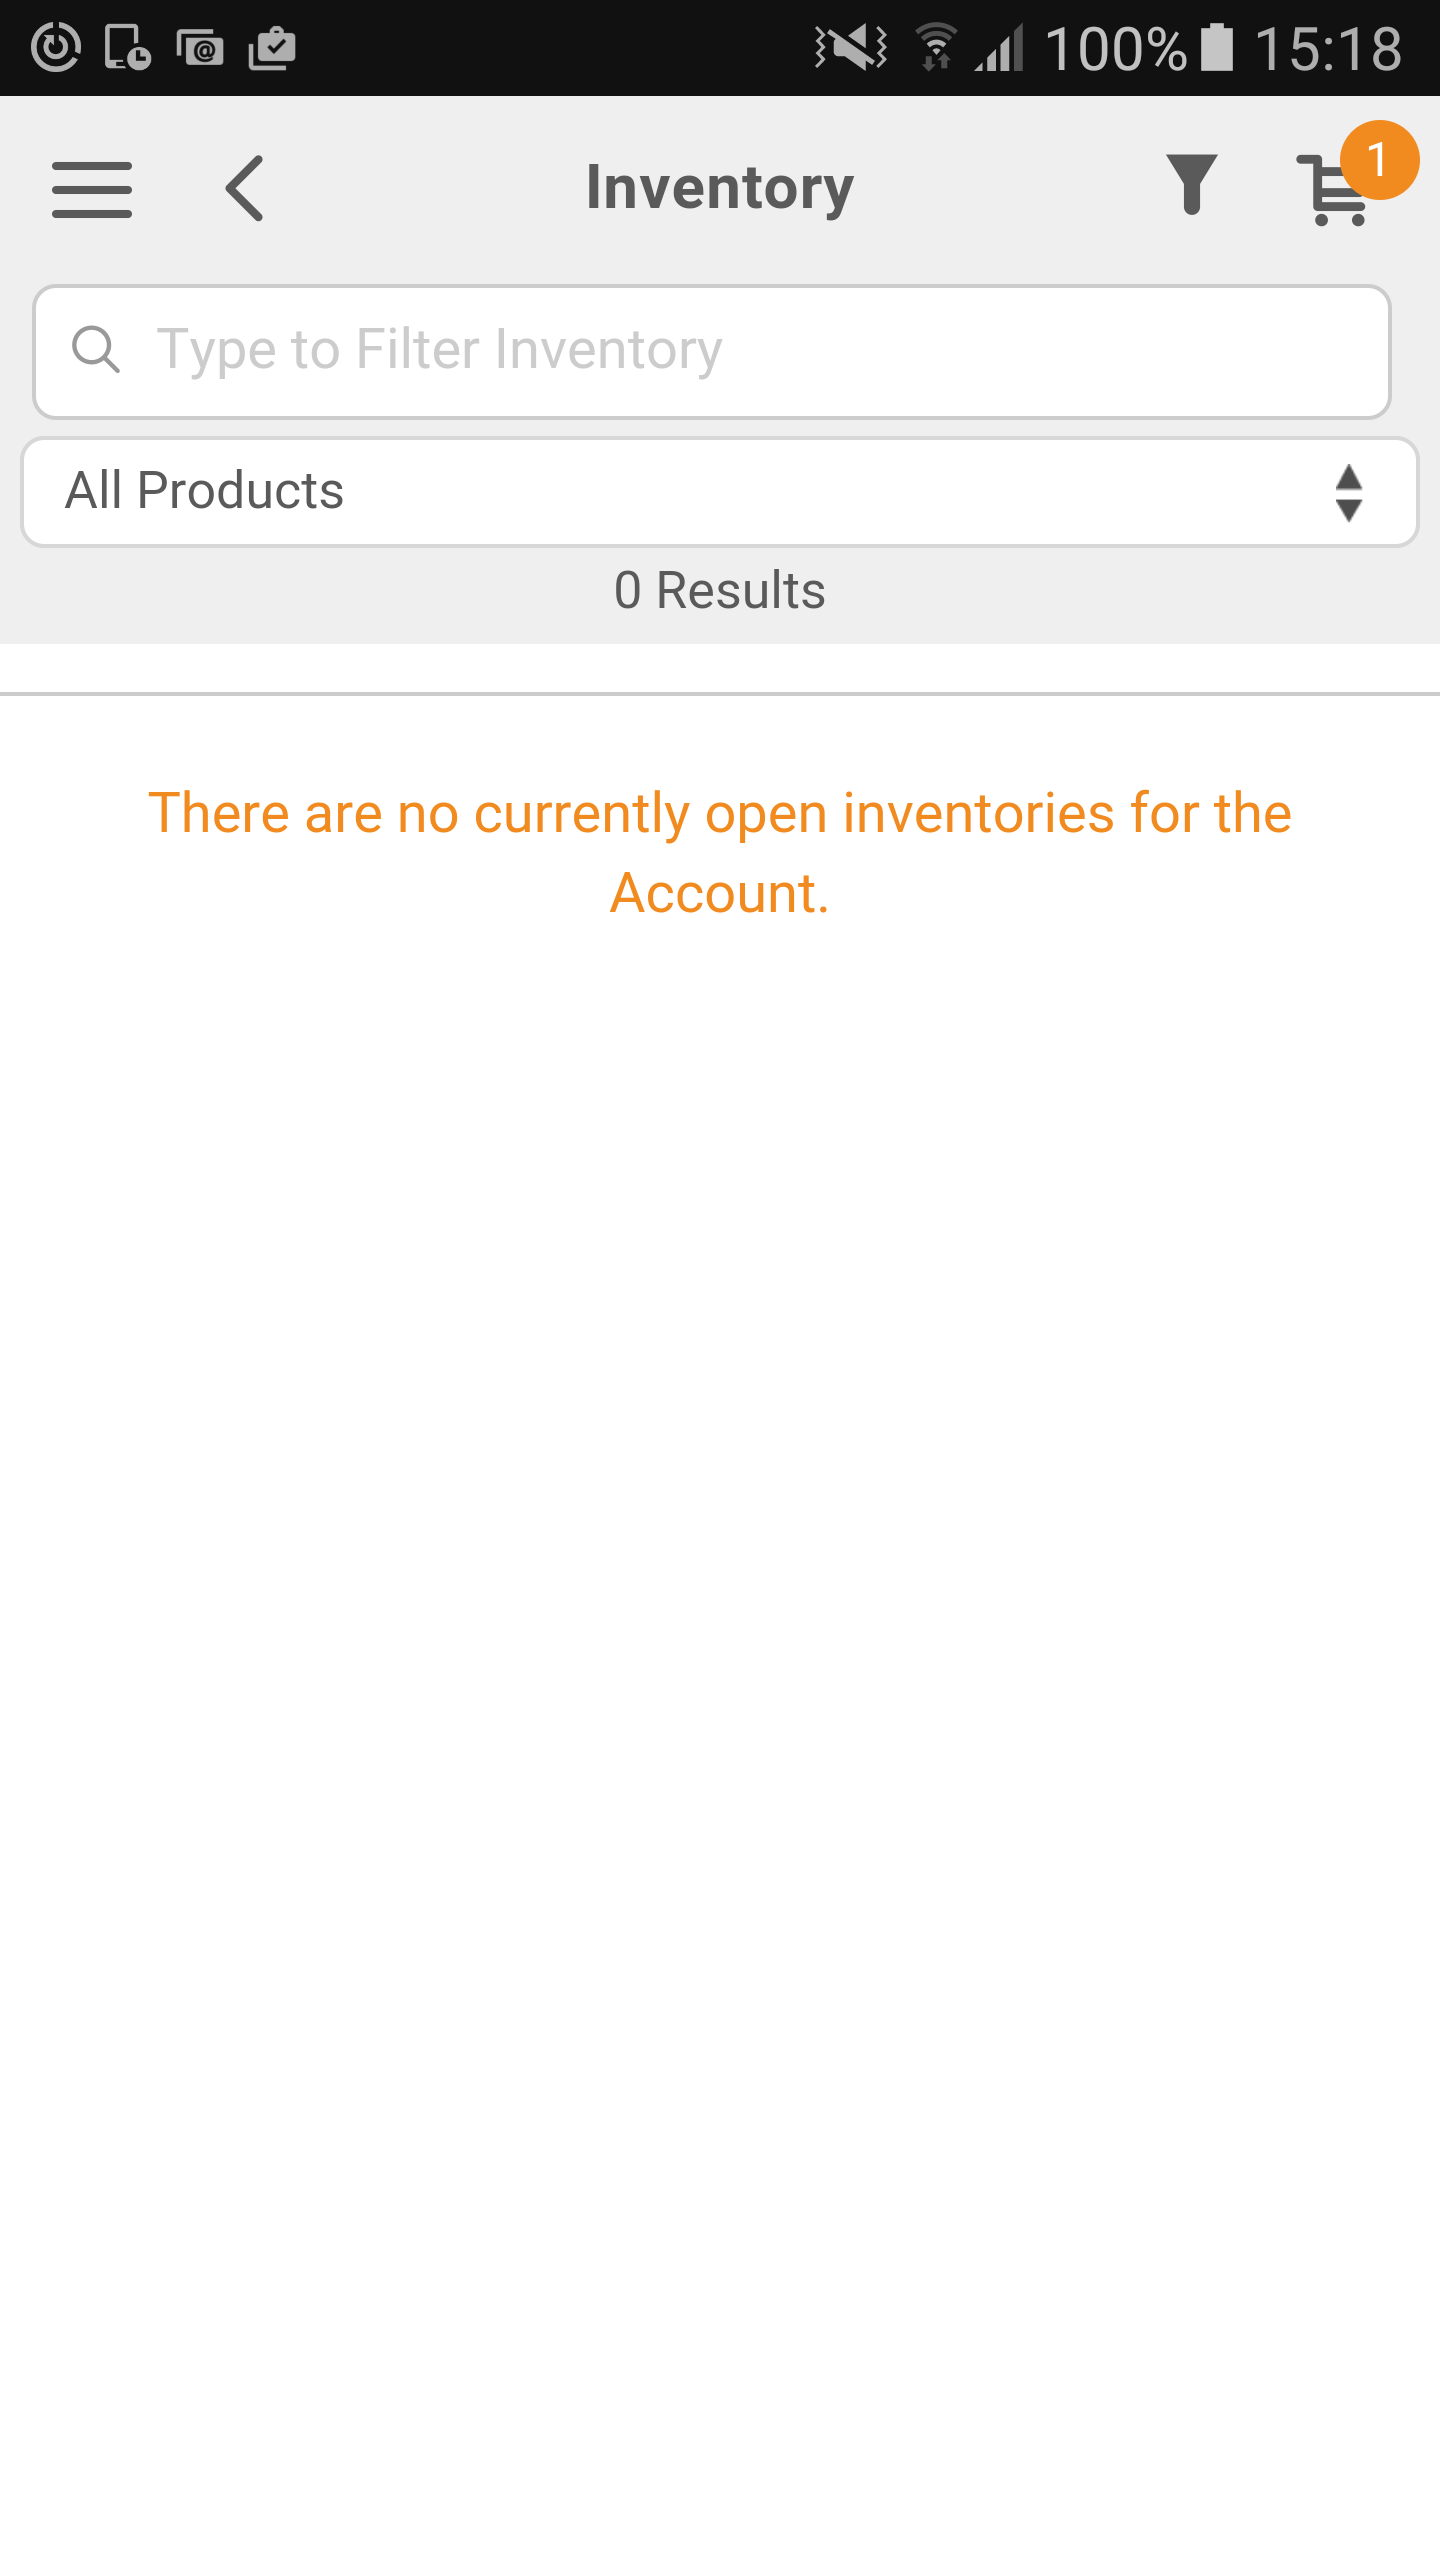 100% 15:18
Inventory
1
Type to Filter Inventory
All Products
0 Results
There are no currently open inventories for the
Account.